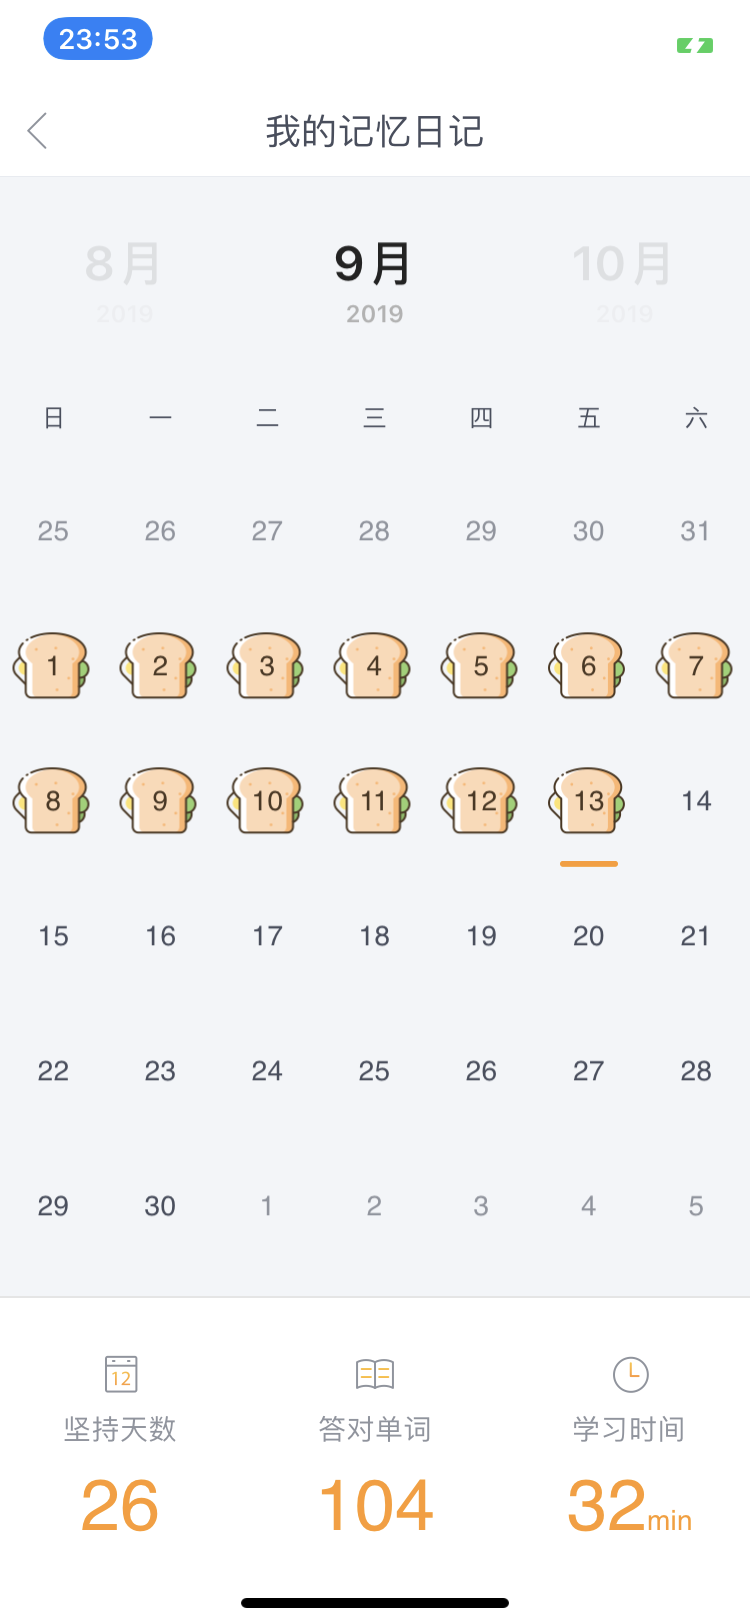 23:53
我的记忆日记
8月 9月 10月
2019 2019 2019
日 一 二 三 四 五 六
25 26 27 28 29 30 31
1 2 3 4 5 6 7
8 9 10 11 12 13 14
15 16 17 18 19 20 21
22 23 24 25 26 27 28
29 30 1 2 3 4 5
12
坚持天数 答对单词 学习时间
26 104 32min